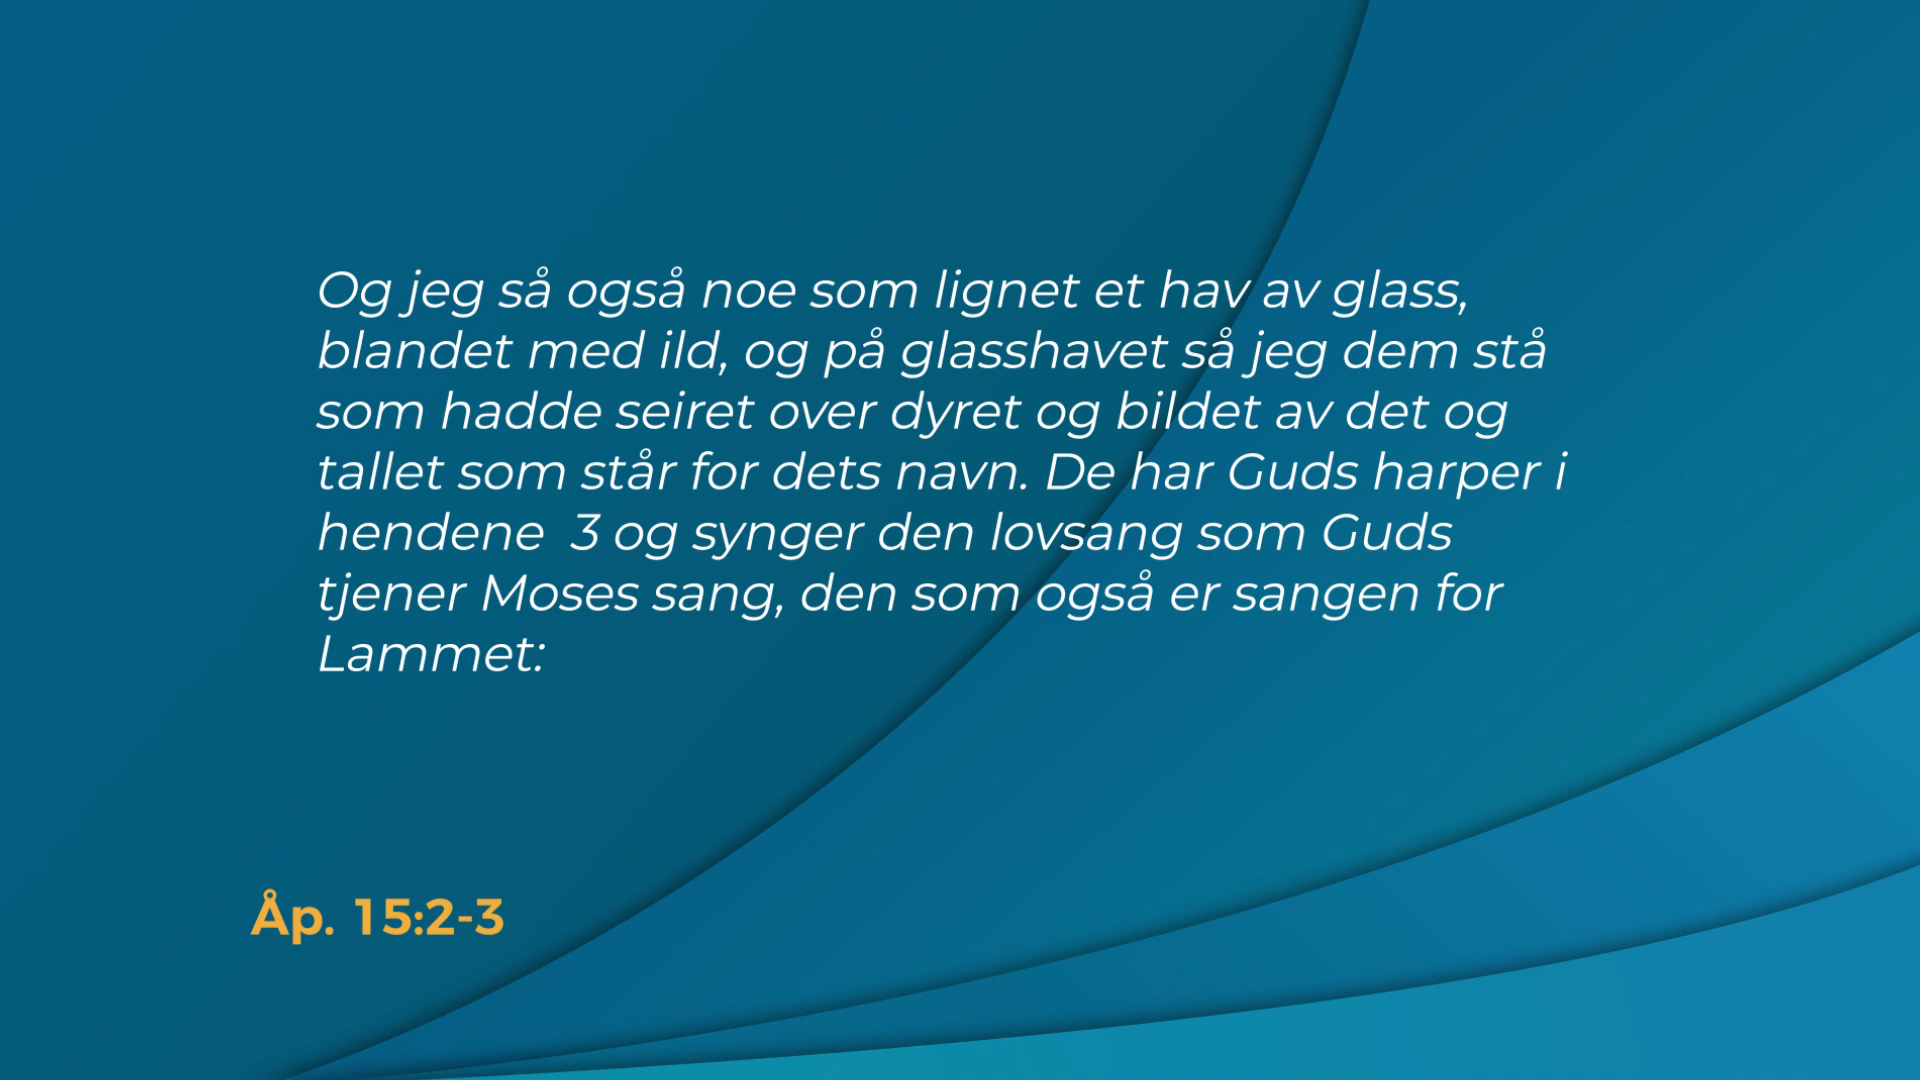 Og jeg så også noe som lignet et hav av glass,
blandet med ild, og på glasshavet så jeg dem stå
som hadde seiret over dyret og bildet av det og
tallet som står for dets navn. De har Guds harper i
hendene  3 og synger den lovsang som Guds
tjener Moses sang, den som også er sangen for
Lammet:
Åp. 15:2-3